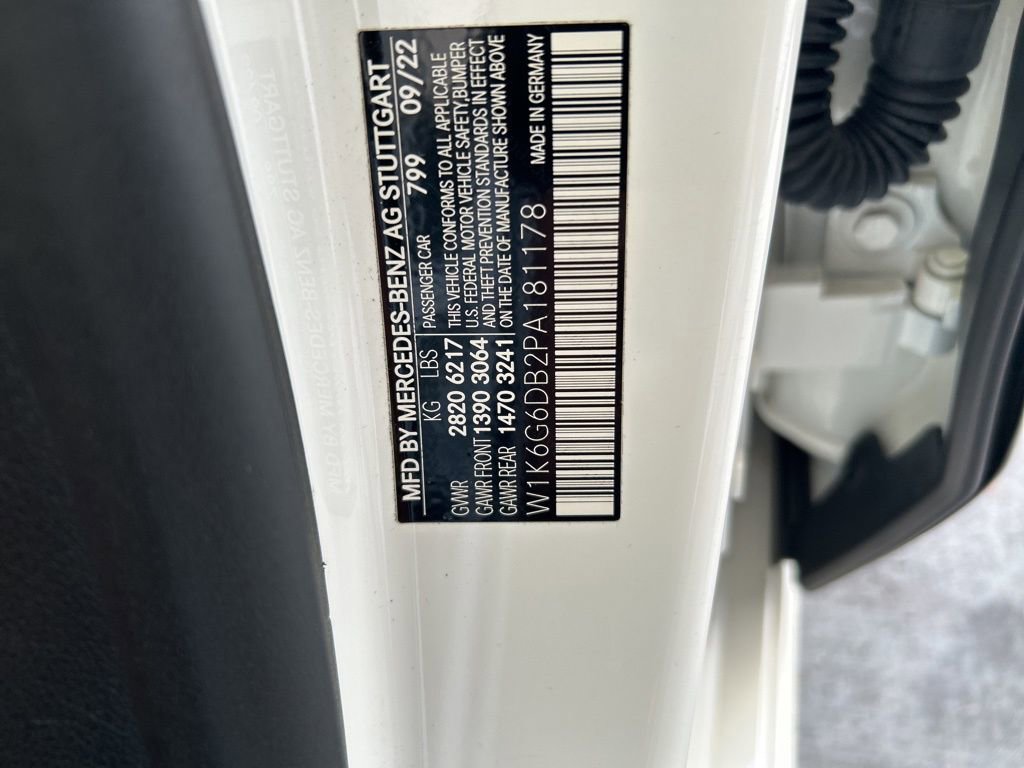 MFD BY MERCEDES-BENZ AG STUTTGART
799 09/22
KG LBS PASSENGER CAR
GVWR 2820 6217
GAWR FRONT 1390 3064
GAWR REAR 1470 3241
THIS VEHICLE CONFORMS TO ALL APPLICABLE
U.S. FEDERAL MOTOR VEHICLE SAFETY,BUMPER
AND THEFT PREVENTION STANDARDS IN EFFECT
ON THE DATE OF MANUFACTURE SHOWN ABOVE
W1K6G6DB2PA181178 MADE IN GERMANY